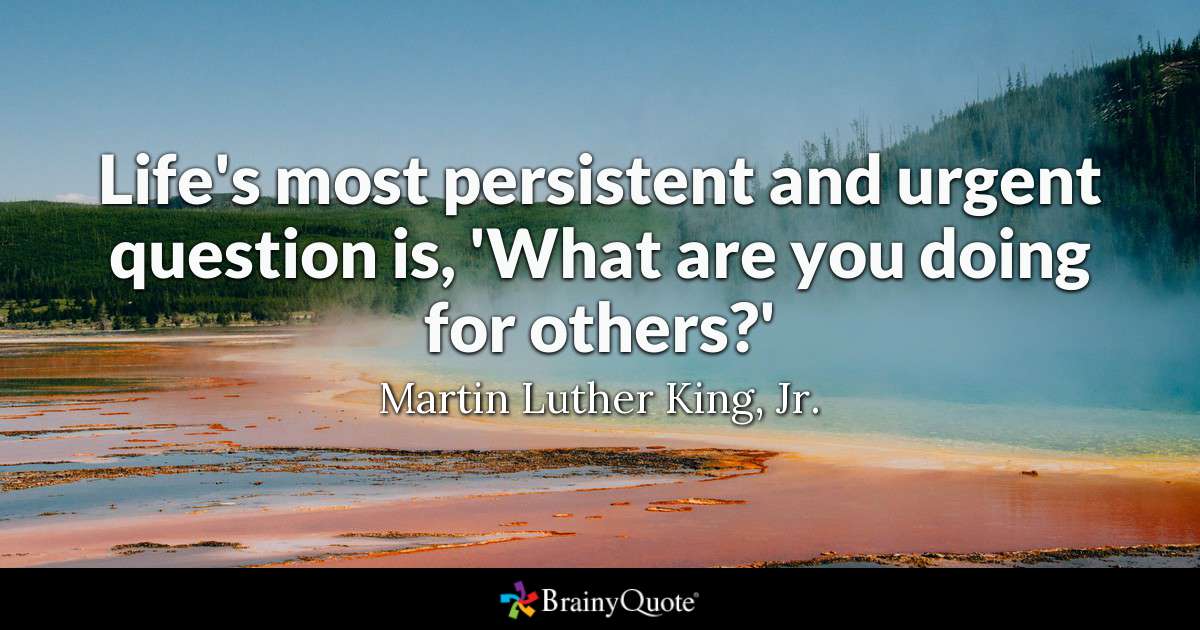 Life's most persistent and urgent
question is, 'What are you doing
for others?'
Martin Luther King, Jr.
BrainyQuote®